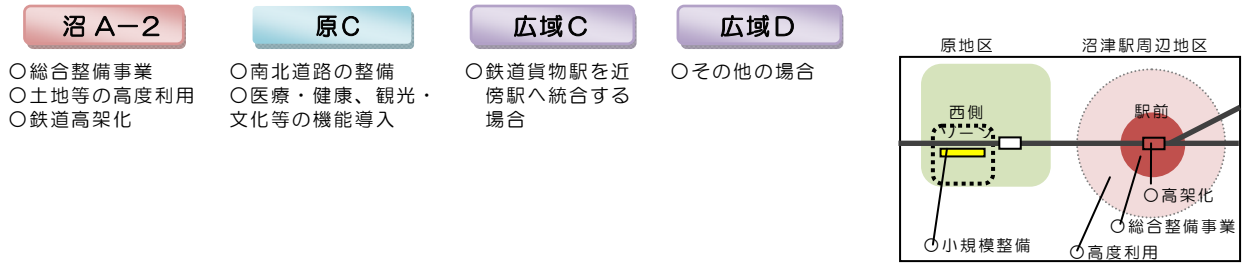 沼 A－2
○総合整備事業
○土地等の高度利用
○鉄道高架化
原C
○南北道路の整備
○医療・健康、観光・
文化等の機能導入
広域C
○鉄道貨物駅を近
傍駅へ統合する
場合
広域D
○その他の場合
原地区
沼津駅周辺地区
西側
ゾーン
駅前
○高架化
○総合整備事業
○小規模整備
○高度利用